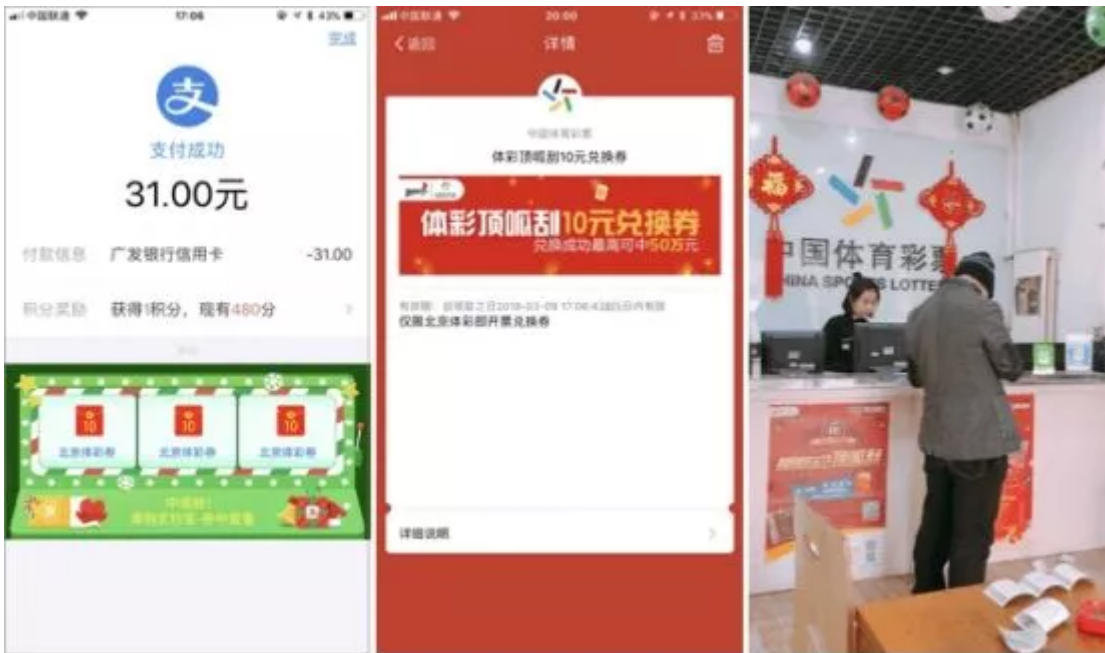 中国联通
17:06
43%
完成
支
支付成功
31.00元
付款信息 广发银行信用卡 -31.00
积分奖励 获得1积分，现有480分
10 10 10
北京体彩券 北京体彩券 北京体彩券
中国联通
20:00
33%
返回
详情
中国体育彩票
体彩顶呱刮10元兑换券
体彩顶呱刮10元兑换券
兑换成功最高可中50万元
仅限北京体彩即开票兑换券
详细说明
福
中国体育彩票
CHINA SPORTS LOTTE